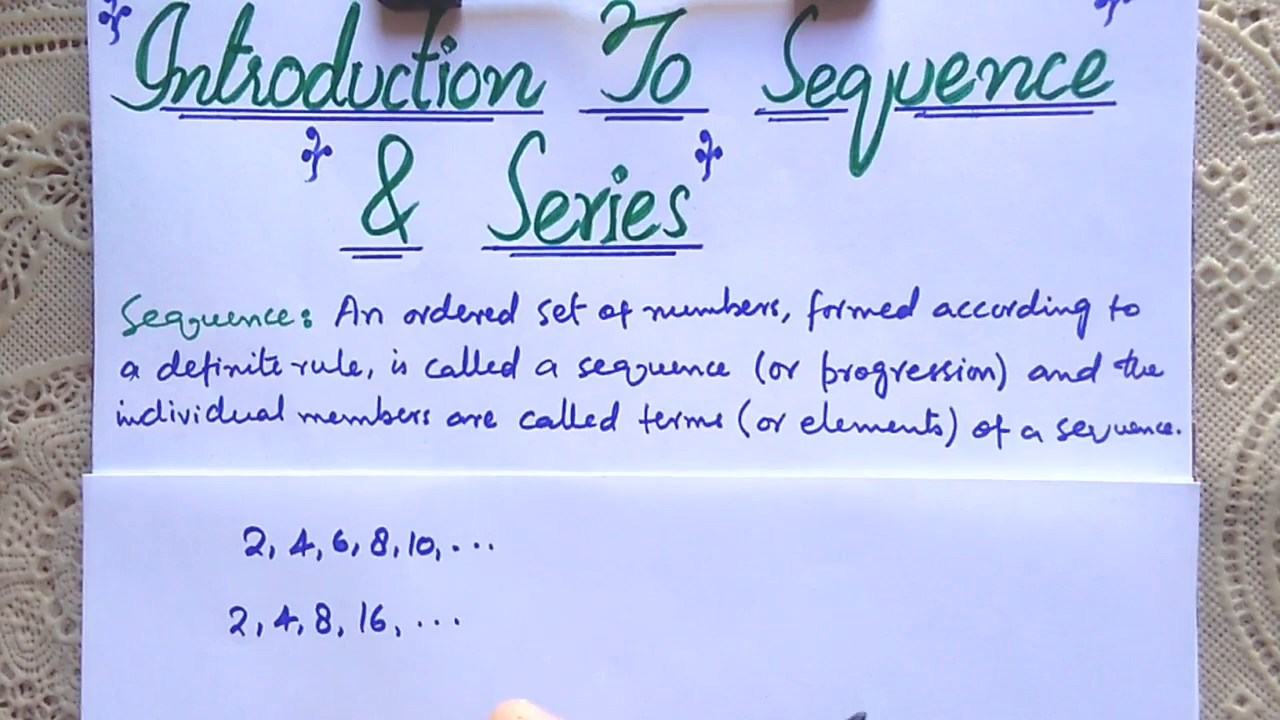 Introduction To Sequence
& Series
Sequence: An ordered set of numbers, formed according to
a definite rule, is called a sequence (or progression) and the
individual members are called terms (or elements) of a sequence.
2, 4, 6, 8, 10, ...
2, 4, 8, 16, ...